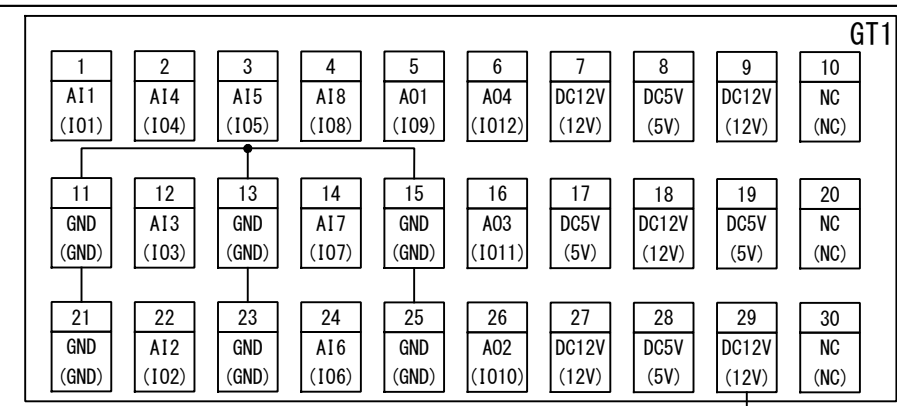 GT1
1 2 3 4 5 6 7 8 9 10
AI1 AI4 AI5 AI8 AO1 AO4 DC12V DC5V DC12V NC
(IO1) (IO4) (IO5) (IO8) (IO9) (IO12) (12V) (5V) (12V) (NC)
11 12 13 14 15 16 17 18 19 20
GND AI3 GND AI7 GND AO3 DC5V DC12V DC5V NC
(GND) (IO3) (GND) (IO7) (GND) (IO11) (5V) (12V) (5V) (NC)
21 22 23 24 25 26 27 28 29 30
GND AI2 GND AI6 GND AO2 DC12V DC5V DC12V NC
(GND) (IO2) (GND) (IO6) (GND) (IO10) (12V) (5V) (12V) (NC)